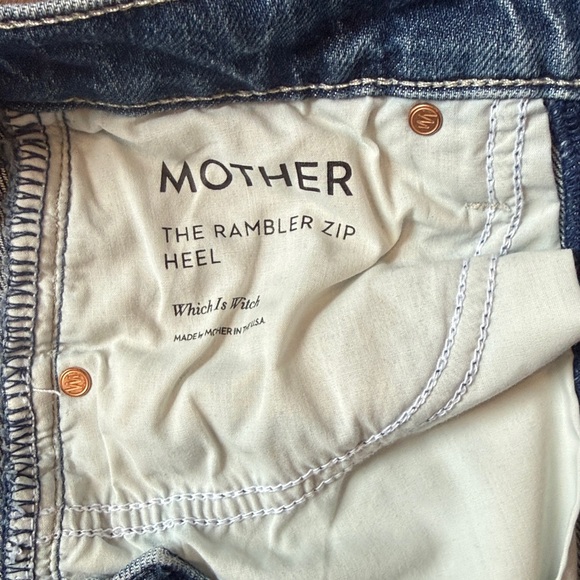 MOTHER
THE RAMBLER ZIP
HEEL
Which Is Witch
MADE by MOTHER IN THE U.S.A.